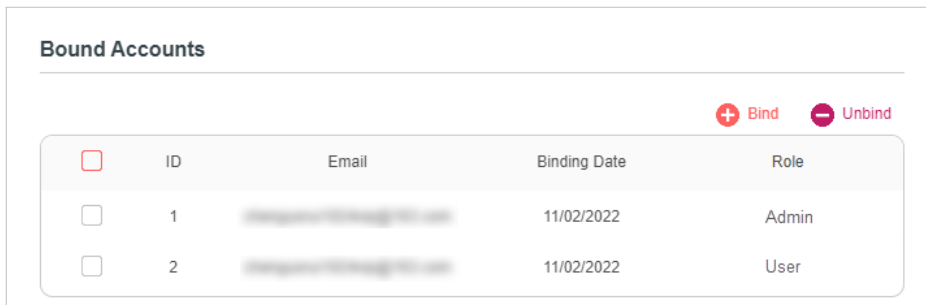 Bound Accounts
Bind Unbind
ID Email Binding Date Role
1 11/02/2022 Admin
2 11/02/2022 User